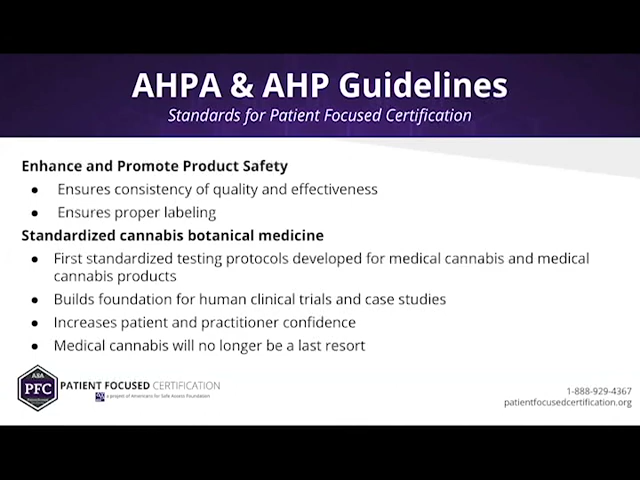 AHPA & AHP Guidelines
Standards for Patient Focused Certification
Enhance and Promote Product Safety
● Ensures consistency of quality and effectiveness
● Ensures proper labeling
Standardized cannabis botanical medicine
● First standardized testing protocols developed for medical cannabis and medical
cannabis products
● Builds foundation for human clinical trials and case studies
● Increases patient and practitioner confidence
● Medical cannabis will no longer be a last resort
ASA
PFC
PATIENT FOCUSED CERTIFICATION
a project of Americans for Safe Access Foundation
1-888-929-4367
patientfocusedcertification.org